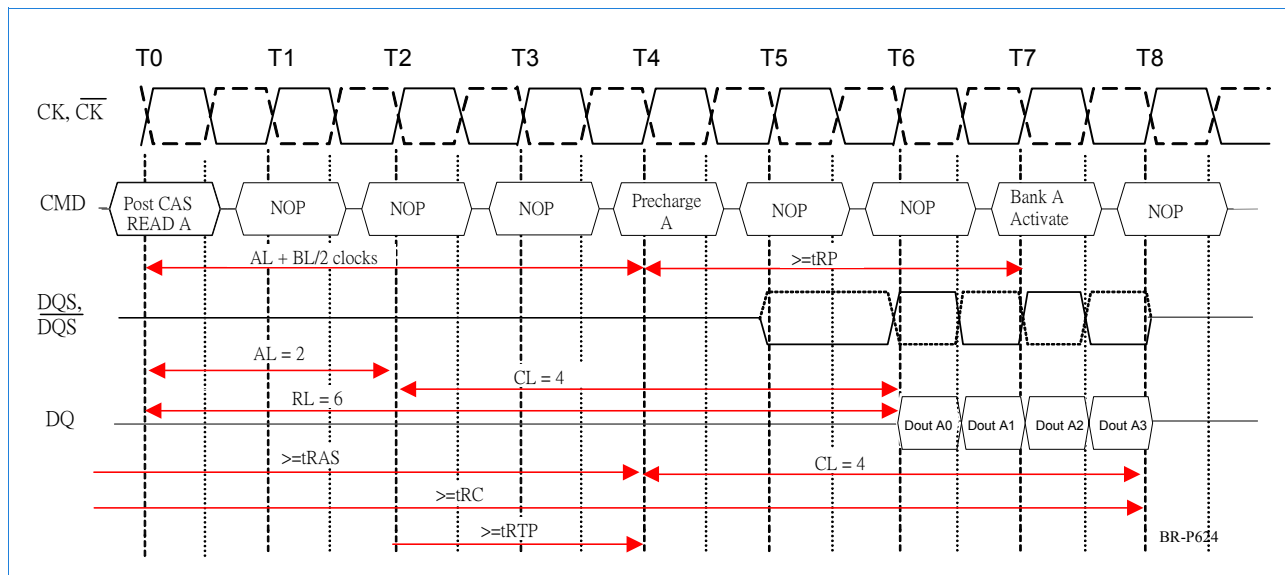 T0 T1 T2 T3 T4 T5 T6 T7 T8
CK, CK
CMD
Post CAS
READ A
NOP
NOP
NOP
Precharge
A
NOP
NOP
Bank A
Activate
NOP
AL + BL/2 clocks
>=tRP
DQS,
DQS
AL = 2
CL = 4
RL = 6
DQ
Dout A0
Dout A1
Dout A2
Dout A3
>=tRAS
CL = 4
>=tRC
>=tRTP
BR-P624